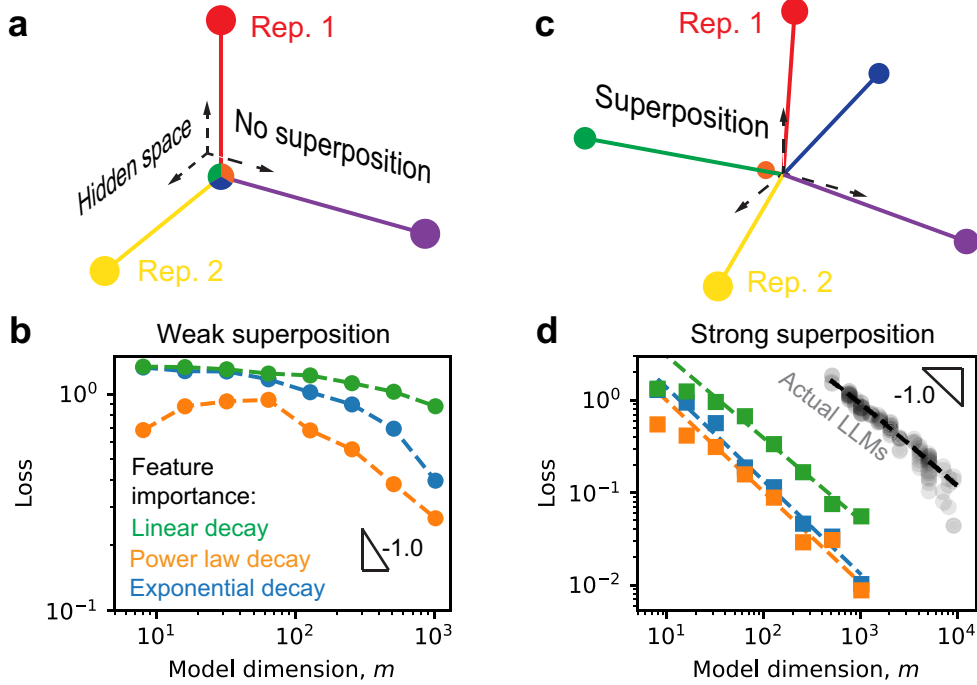 a
Rep. 1
Hidden space
No superposition
Rep. 2
b
Weak superposition
Loss
10⁰
10⁻¹
Feature
importance:
Linear decay
Power law decay
Exponential decay
-1.0
10¹
10²
10³
Model dimension, m
c
Rep. 1
Superposition
Rep. 2
d
Strong superposition
Loss
10⁰
10⁻¹
10⁻²
Actual LLMs
-1.0
10¹
10²
10³
10⁴
Model dimension, m